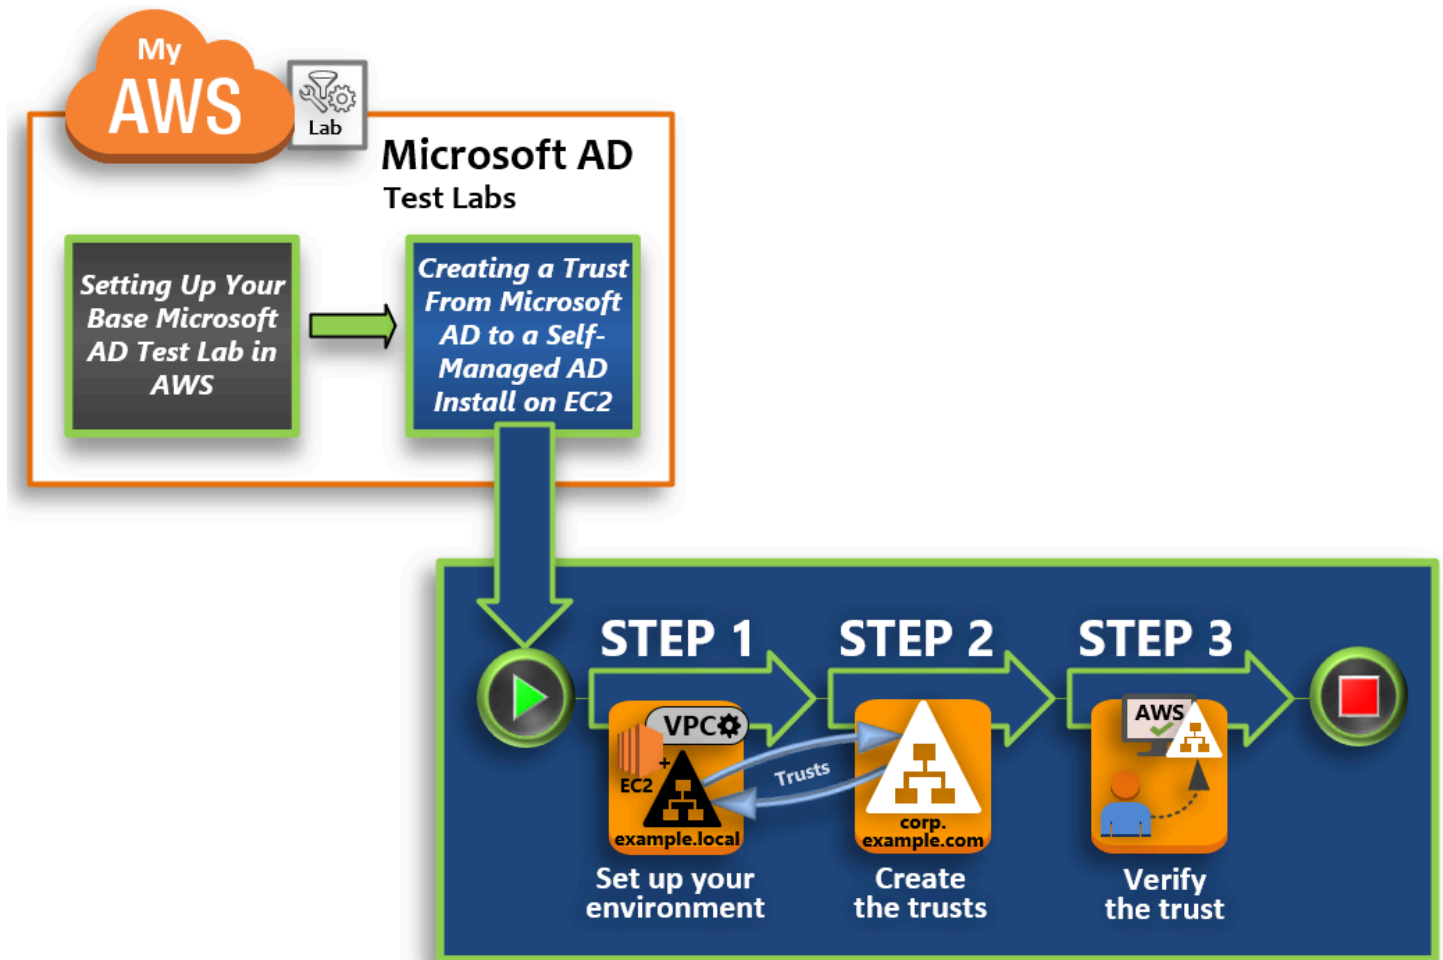 My
AWS
Lab
Microsoft AD
Test Labs
Setting Up Your
Base Microsoft
AD Test Lab in
AWS
Creating a Trust
From Microsoft
AD to a Self-
Managed AD
Install on EC2
STEP 1
STEP 2
STEP 3
VPC
EC2
+
example.local
Trusts
corp.
example.com
AWS
Set up your
environment
Create
the trusts
Verify
the trust